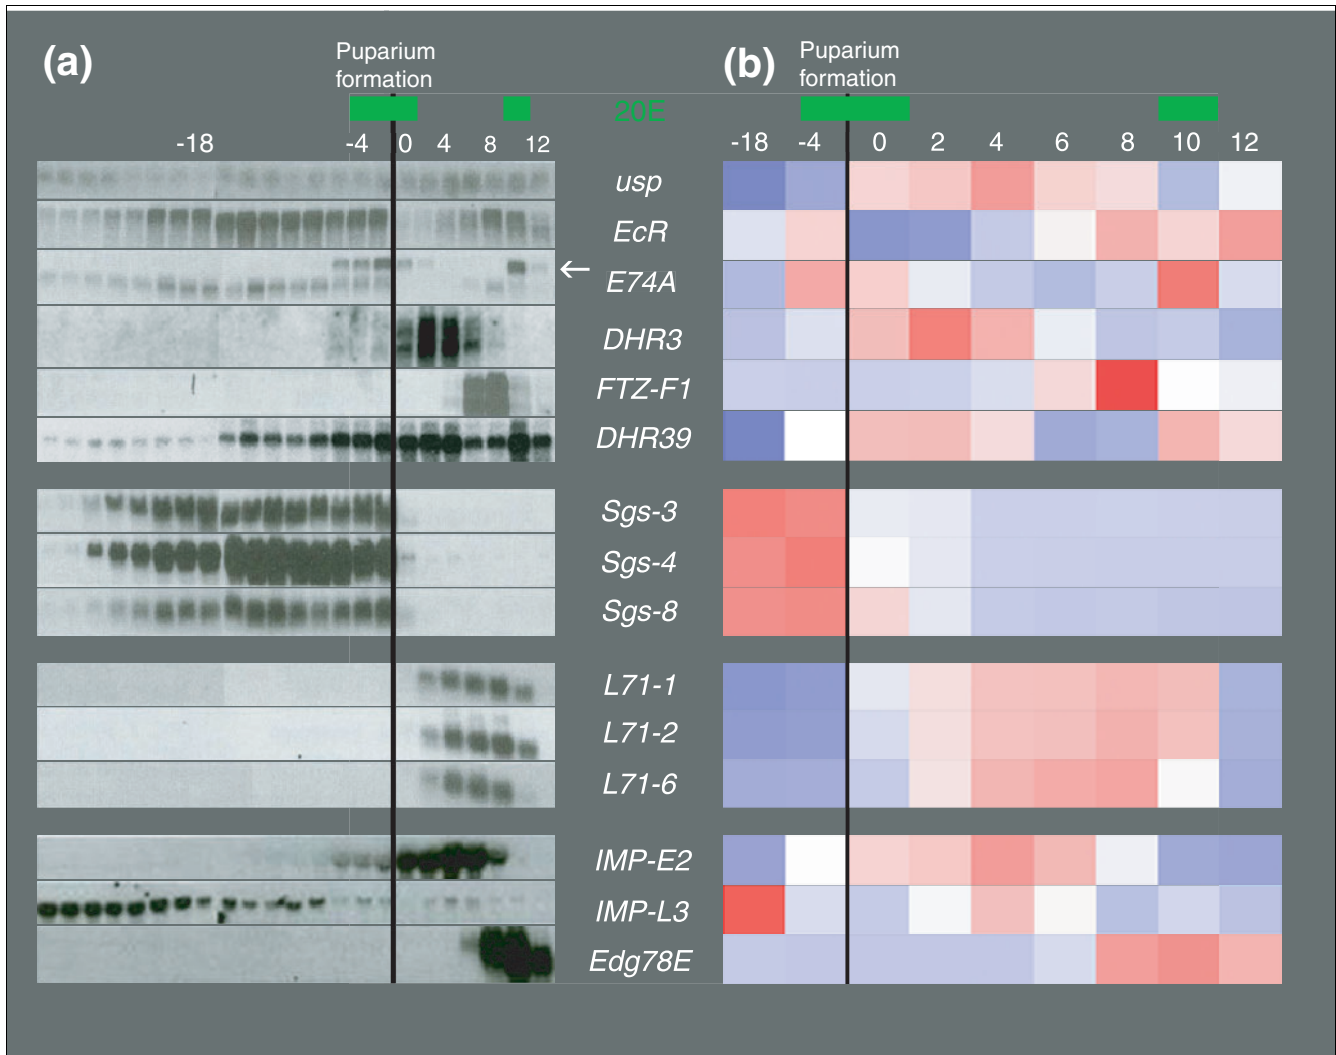 (a)
Puparium
formation
(b)
Puparium
formation
20E
-18 -4 0 4 8 12
-18 -4 0 2 4 6 8 10 12
usp
EcR
E74A
DHR3
FTZ-F1
DHR39
Sgs-3
Sgs-4
Sgs-8
L71-1
L71-2
L71-6
IMP-E2
IMP-L3
Edg78E